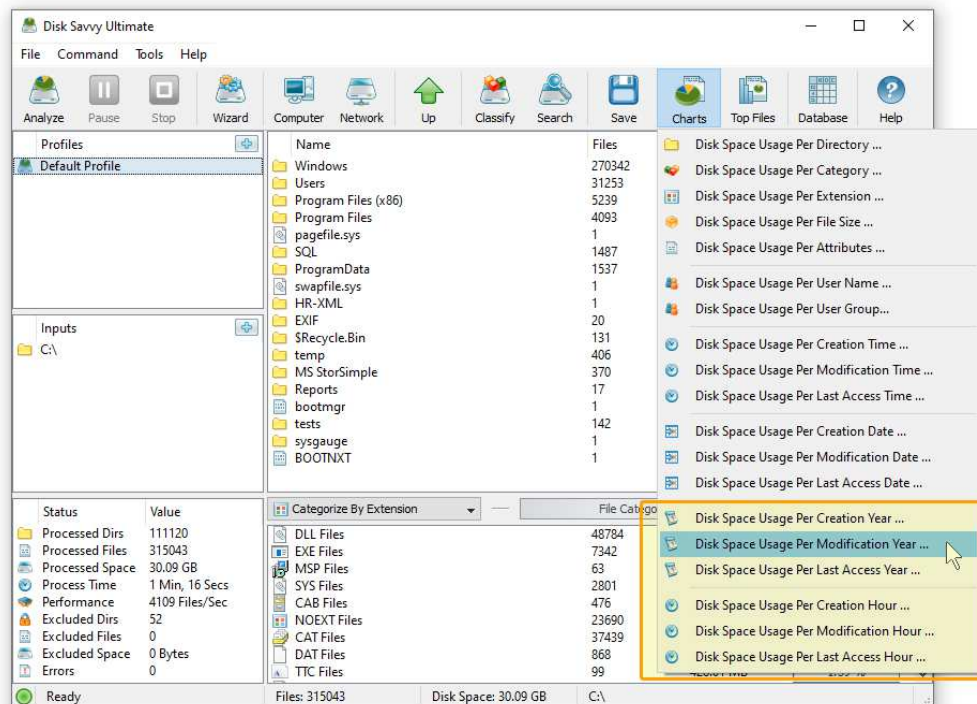 Disk Savvy Ultimate
File Command Tools Help
Analyze Pause Stop Wizard Computer Network Up Classify Search Save Charts Top Files Database Help
Profiles
Default Profile
Inputs
C:\
Name Files
Windows 270342
Users 31253
Program Files (x86) 5239
Program Files 4093
pagefile.sys 1
SQL 1487
ProgramData 1537
swapfile.sys 1
HR-XML 1
EXIF 20
$Recycle.Bin 131
temp 406
MS StorSimple 370
Reports 17
bootmgr 1
tests 142
sysgauge 1
BOOTNXT 1
Disk Space Usage Per Directory ...
Disk Space Usage Per Category ...
Disk Space Usage Per Extension ...
Disk Space Usage Per File Size ...
Disk Space Usage Per Attributes ...
Disk Space Usage Per User Name ...
Disk Space Usage Per User Group...
Disk Space Usage Per Creation Time ...
Disk Space Usage Per Modification Time ...
Disk Space Usage Per Last Access Time ...
Disk Space Usage Per Creation Date ...
Disk Space Usage Per Modification Date ...
Disk Space Usage Per Last Access Date ...
Disk Space Usage Per Creation Year ...
Disk Space Usage Per Modification Year ...
Disk Space Usage Per Last Access Year ...
Disk Space Usage Per Creation Hour ...
Disk Space Usage Per Modification Hour ...
Disk Space Usage Per Last Access Hour ...
Status Value
Processed Dirs 111120
Processed Files 315043
Processed Space 30.09 GB
Process Time 1 Min, 16 Secs
Performance 4109 Files/Sec
Excluded Dirs 52
Excluded Files 0
Excluded Space 0 Bytes
Errors 0
Categorize By Extension File Catego
DLL Files 48784
EXE Files 7342
MSP Files 63
SYS Files 2801
CAB Files 476
NOEXT Files 23690
CAT Files 37439
DAT Files 868
TTC Files 99
Ready Files: 315043 Disk Space: 30.09 GB C:\